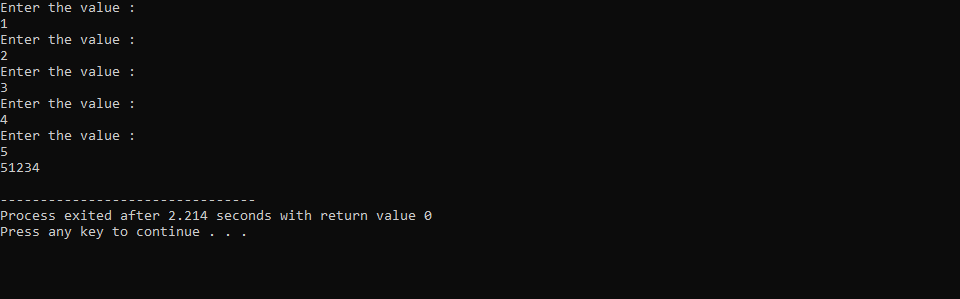 Enter the value :
1
Enter the value :
2
Enter the value :
3
Enter the value :
4
Enter the value :
5
51234
--------------------------------
Process exited after 2.214 seconds with return value 0
Press any key to continue . . .